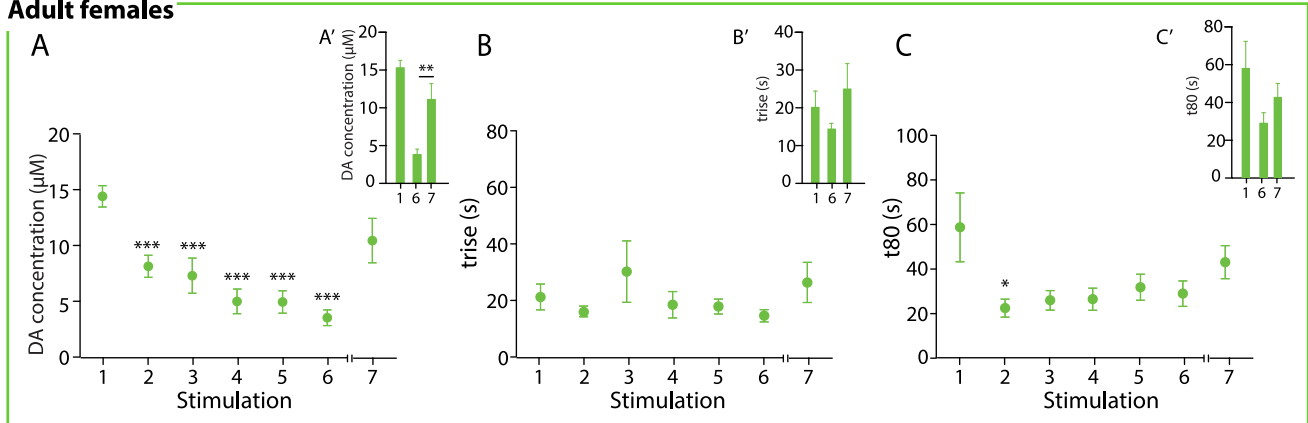 Adult females
A
DA concentration (µM)
20
15
10
5
0
***
***
***
***
***
1 2 3 4 5 6 7
Stimulation
A’
DA concentration (µM)
20
15
10
5
0
**
1 6 7
B
trise (s)
80
60
40
20
0
1 2 3 4 5 6 7
Stimulation
B’
trise (s)
40
30
20
10
0
1 6 7
C
t80 (s)
100
80
60
40
20
0
*
1 2 3 4 5 6 7
Stimulation
C’
t80 (s)
80
60
40
20
0
1 6 7